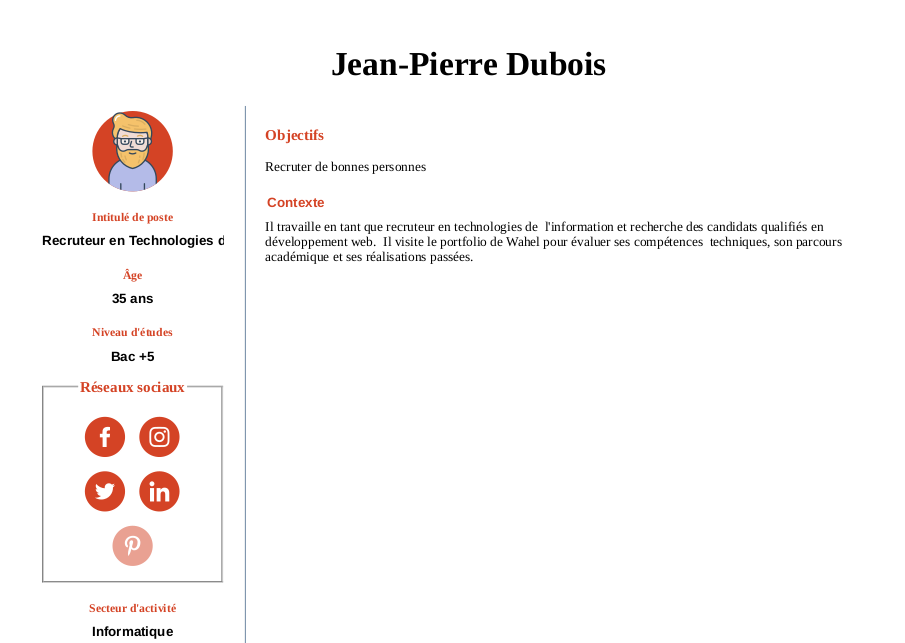 Jean-Pierre Dubois
Intitulé de poste
Recruteur en Technologies d
Âge
35 ans
Niveau d'études
Bac +5
Réseaux sociaux
Secteur d'activité
Informatique
Objectifs
Recruter de bonnes personnes
Contexte
Il travaille en tant que recruteur en technologies de  l'information et recherche des candidats qualifiés en
développement web.  Il visite le portfolio de Wahel pour évaluer ses compétences  techniques, son parcours
académique et ses réalisations passées.